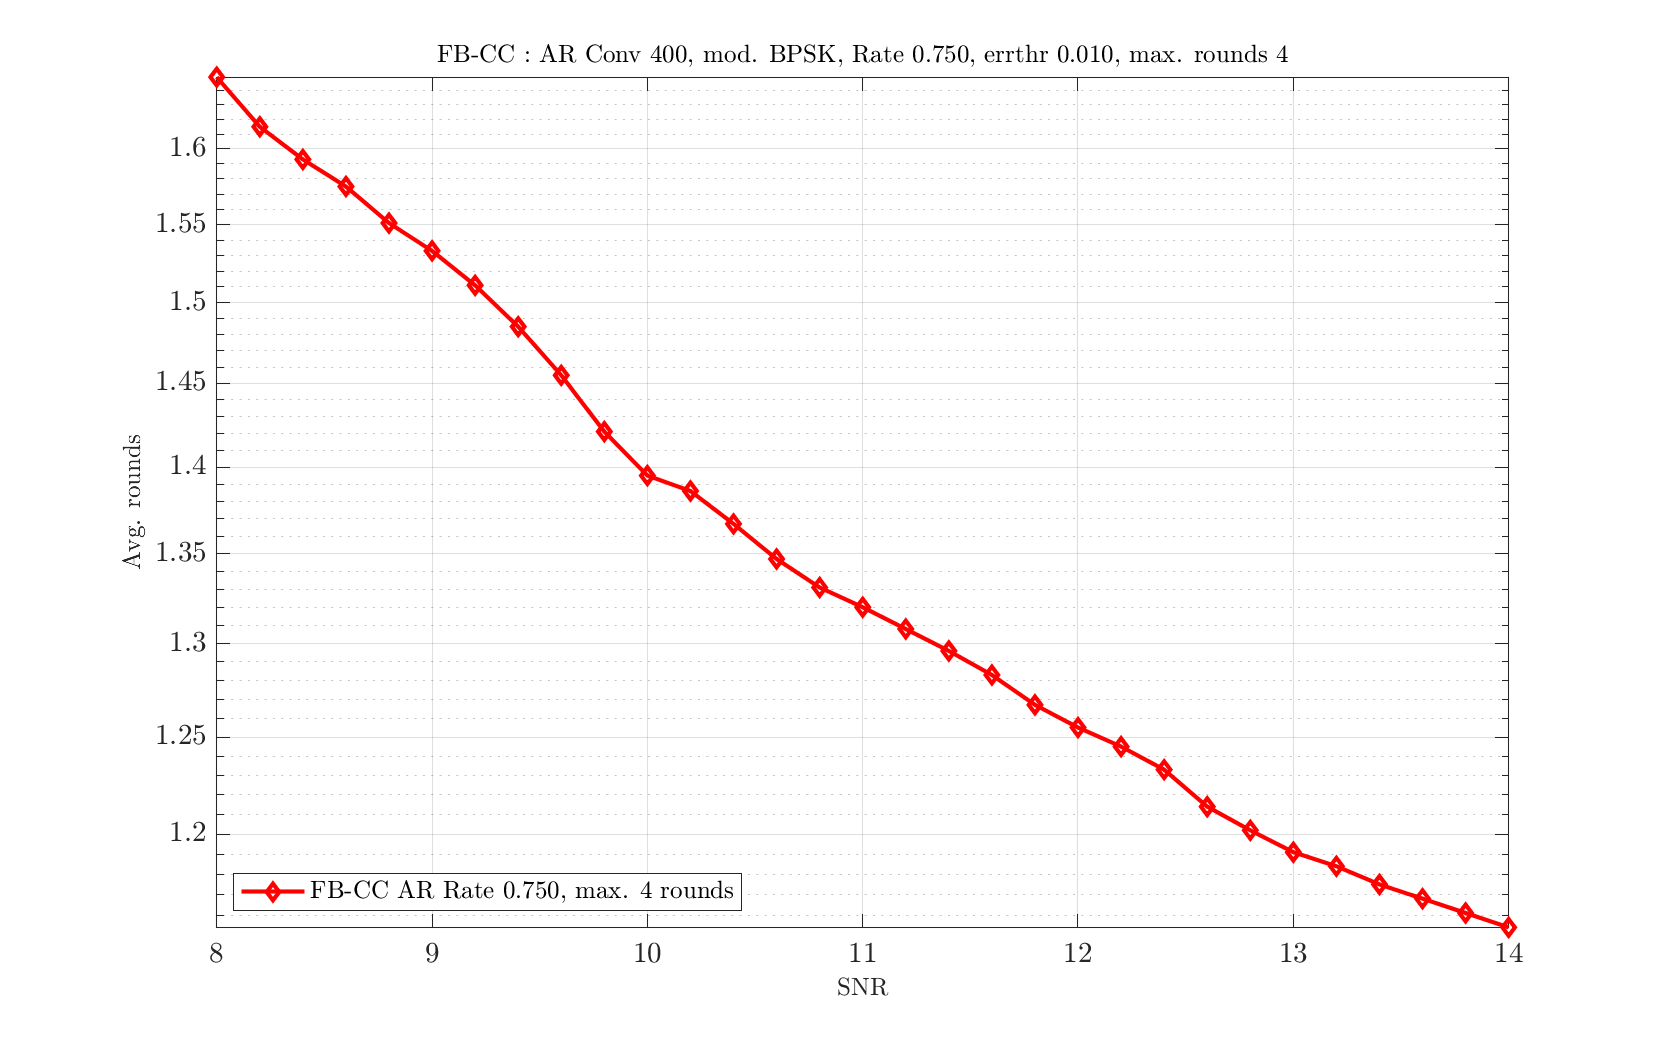 FB-CC : AR Conv 400, mod. BPSK, Rate 0.750, errthr 0.010, max. rounds 4
1.6
1.55
1.5
1.45
1.4
1.35
1.3
1.25
1.2
Avg. rounds
FB-CC AR Rate 0.750, max. 4 rounds
8 9 10 11 12 13 14
SNR